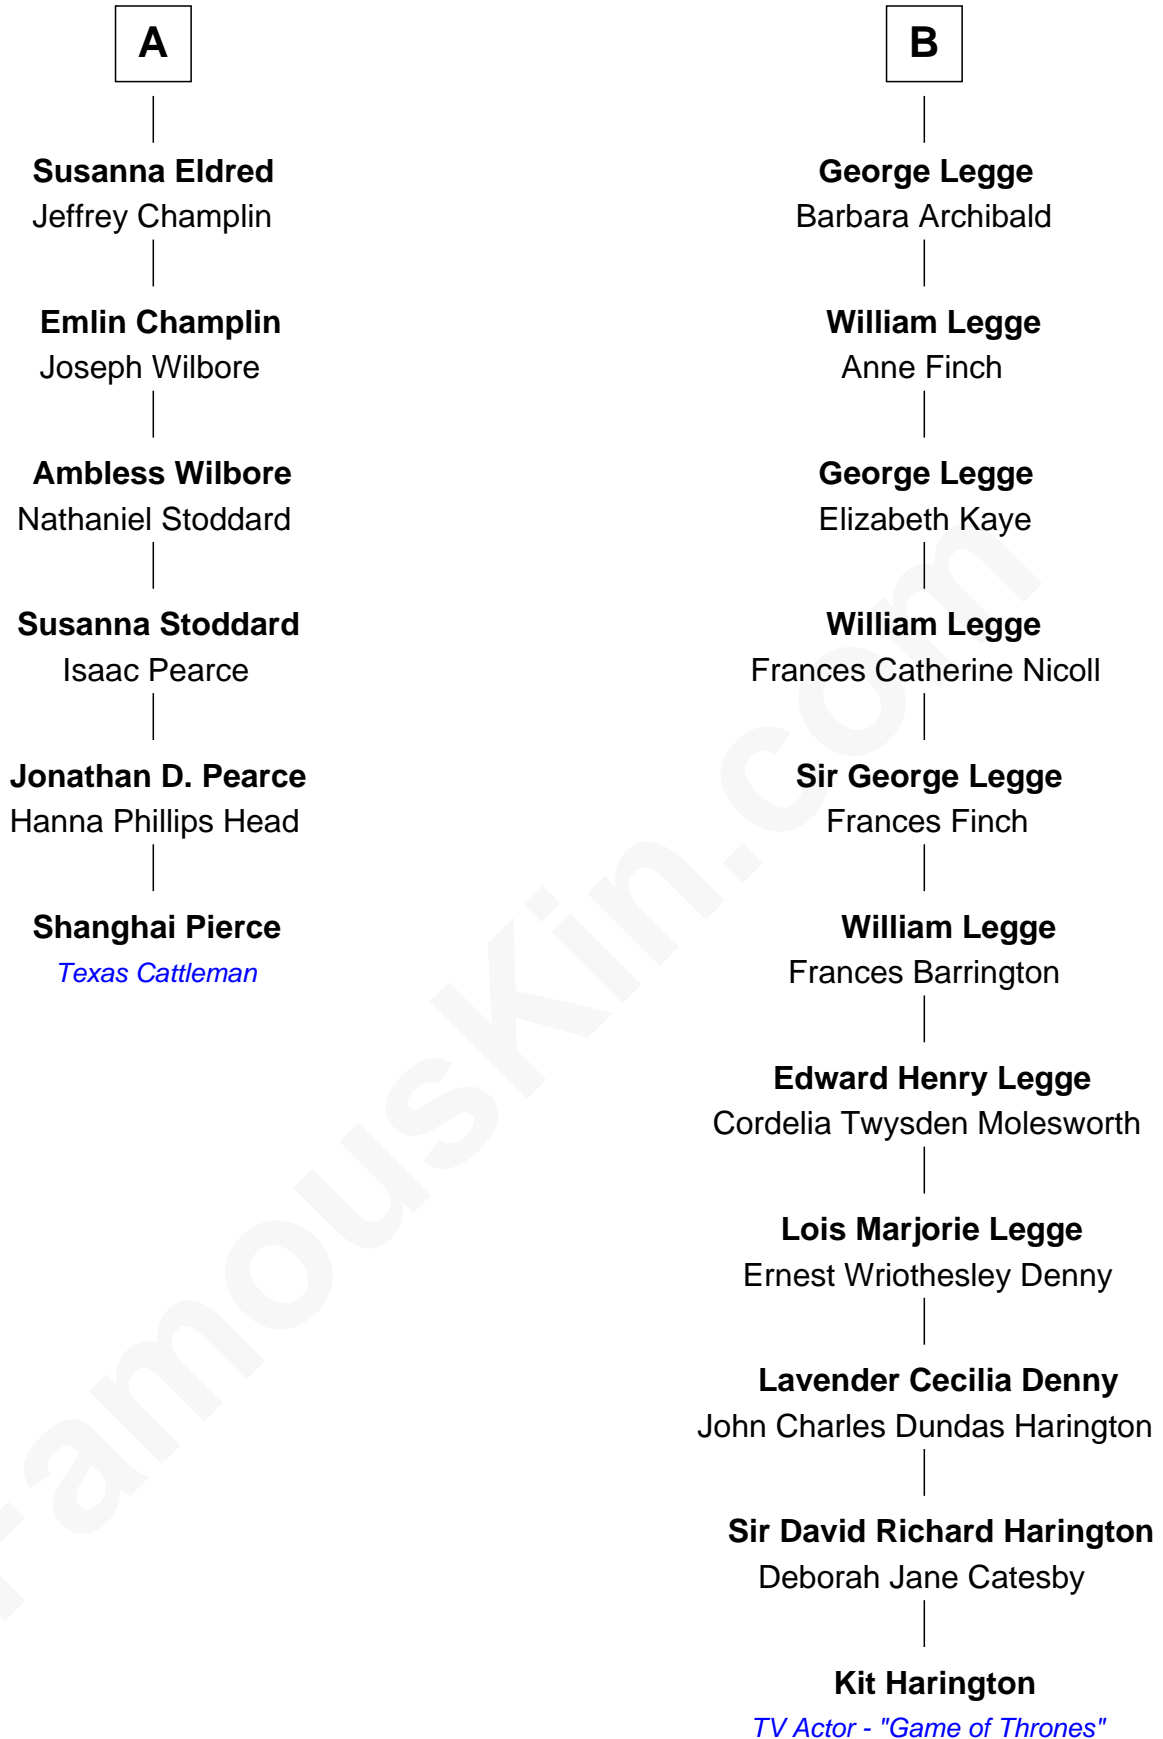 A
Susanna Eldred
Jeffrey Champlin
Emlin Champlin
Joseph Wilbore
Ambless Wilbore
Nathaniel Stoddard
Susanna Stoddard
Isaac Pearce
Jonathan D. Pearce
Hanna Phillips Head
Shanghai Pierce
Texas Cattleman
B
George Legge
Barbara Archibald
William Legge
Anne Finch
George Legge
Elizabeth Kaye
William Legge
Frances Catherine Nicoll
Sir George Legge
Frances Finch
William Legge
Frances Barrington
Edward Henry Legge
Cordelia Twysden Molesworth
Lois Marjorie Legge
Ernest Wriothesley Denny
Lavender Cecilia Denny
John Charles Dundas Harington
Sir David Richard Harington
Deborah Jane Catesby
Kit Harington
TV Actor - "Game of Thrones"
FamousKin.com